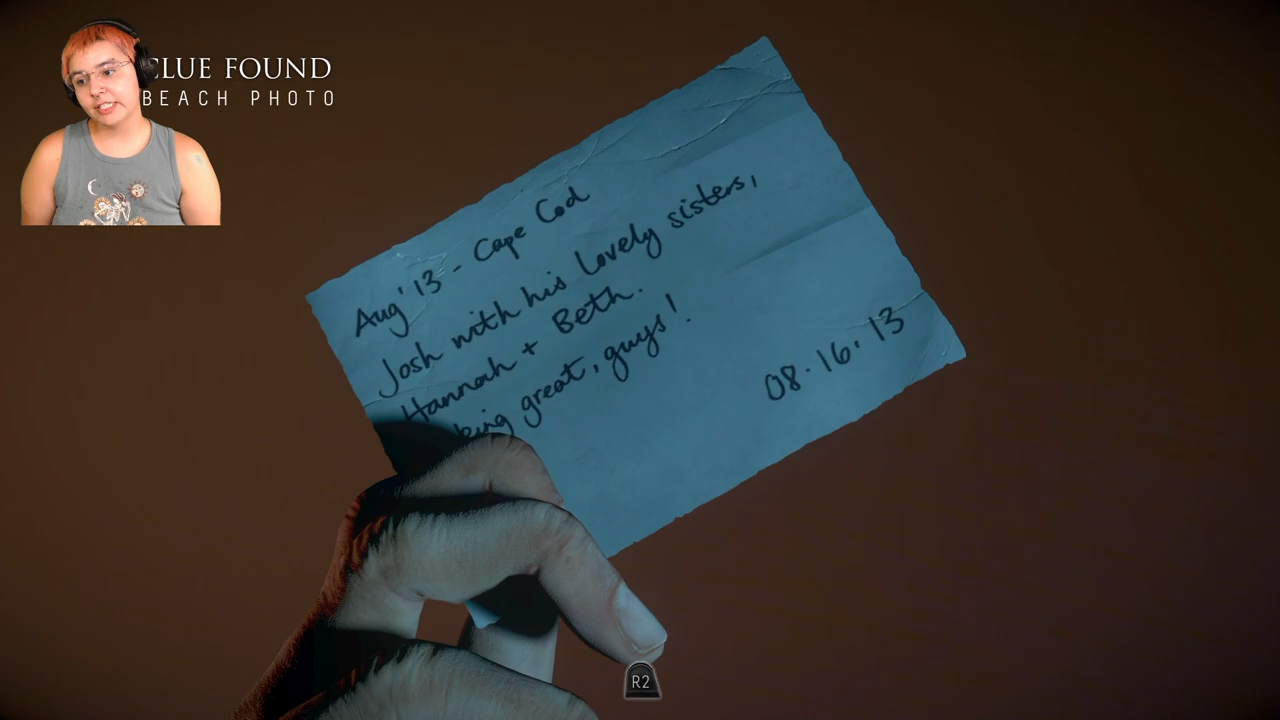 CLUE FOUND
BEACH PHOTO
Aug' 13 - Cape Cod
Josh with his lovely sisters,
Hannah + Beth.
great, guys!
08.16.13
R2